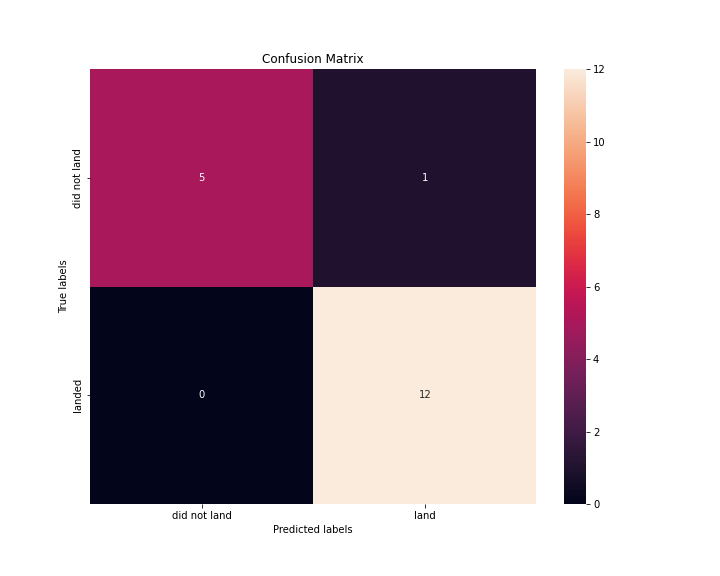 Confusion Matrix
True labels
did not land
landed
5
1
0
12
did not land
land
Predicted labels
12
10
8
6
4
2
0